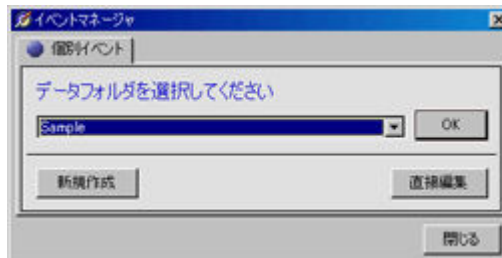 イベントマネージャ
個別イベント
データフォルダを選択してください
Sample
OK
新規作成
直接編集
閉じる